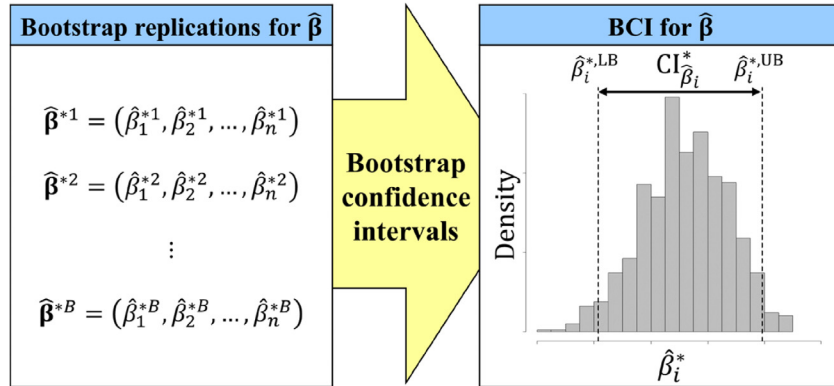 Bootstrap replications for β̂
β̂*¹ = (β̂₁*¹, β̂₂*¹, ..., β̂ₙ*¹)
β̂*² = (β̂₁*², β̂₂*², ..., β̂ₙ*²)
⋮
β̂*ᴮ = (β̂₁*ᴮ, β̂₂*ᴮ, ..., β̂ₙ*ᴮ)
Bootstrap
confidence
intervals
BCI for β̂
β̂ᵢ*,ᴸᴮ CI*_β̂ᵢ β̂ᵢ*,ᵁᴮ
Density
β̂ᵢ*